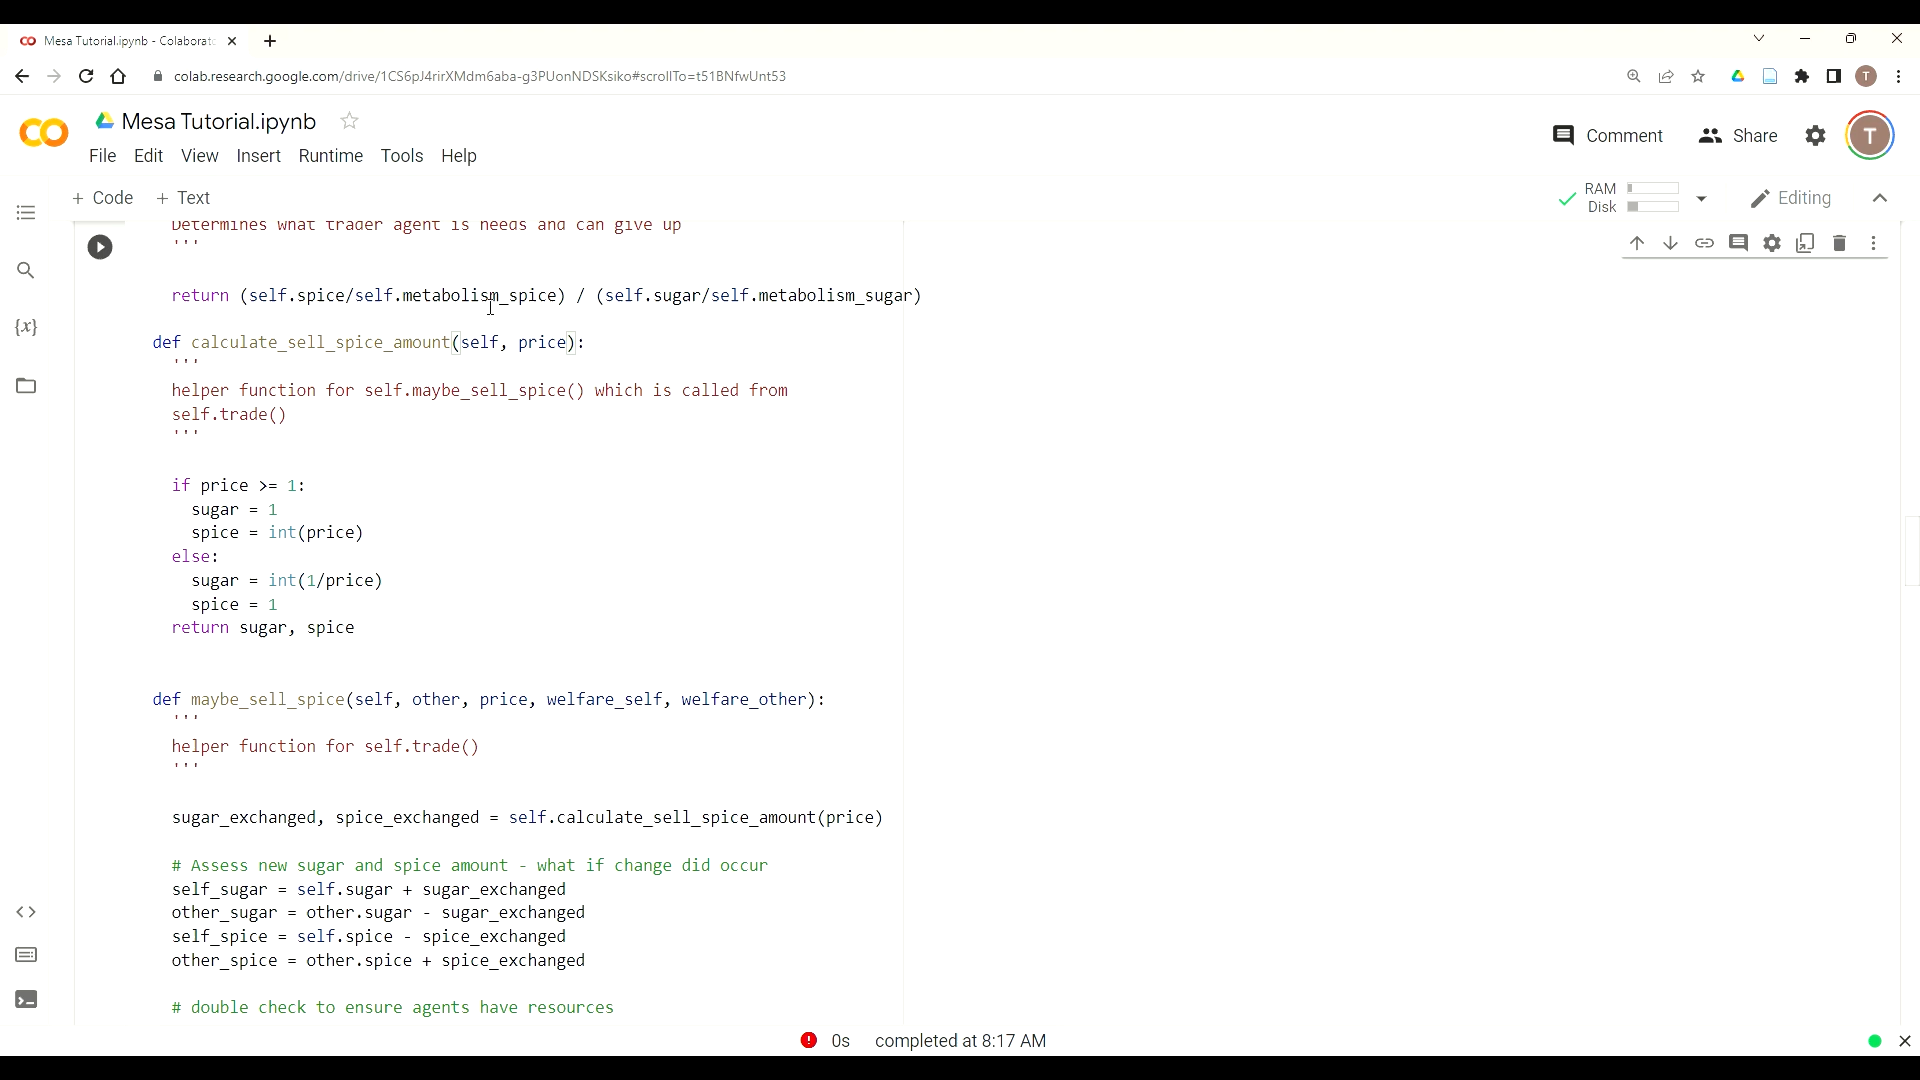 Mesa Tutorial.ipynb - Colaborato
colab.research.google.com/drive/1CS6pJ4rirXMdm6aba-g3PUonNDSKsiko#scrollTo=t51BNfwUnt53
T
Mesa Tutorial.ipynb
Comment
Share
T
File Edit View Insert Runtime Tools Help
+ Code + Text
RAM
Disk
Editing
Determines what trader agent is needs and can give up
'''
return (self.spice/self.metabolism_spice) / (self.sugar/self.metabolism_sugar)
{x}
def calculate_sell_spice_amount(self, price):
'''
helper function for self.maybe_sell_spice() which is called from
self.trade()
'''
if price >= 1:
sugar = 1
spice = int(price)
else:
sugar = int(1/price)
spice = 1
return sugar, spice
def maybe_sell_spice(self, other, price, welfare_self, welfare_other):
'''
helper function for self.trade()
'''
sugar_exchanged, spice_exchanged = self.calculate_sell_spice_amount(price)
# Assess new sugar and spice amount - what if change did occur
self_sugar = self.sugar + sugar_exchanged
other_sugar = other.sugar - sugar_exchanged
self_spice = self.spice - spice_exchanged
other_spice = other.spice + spice_exchanged
# double check to ensure agents have resources
0s completed at 8:17 AM